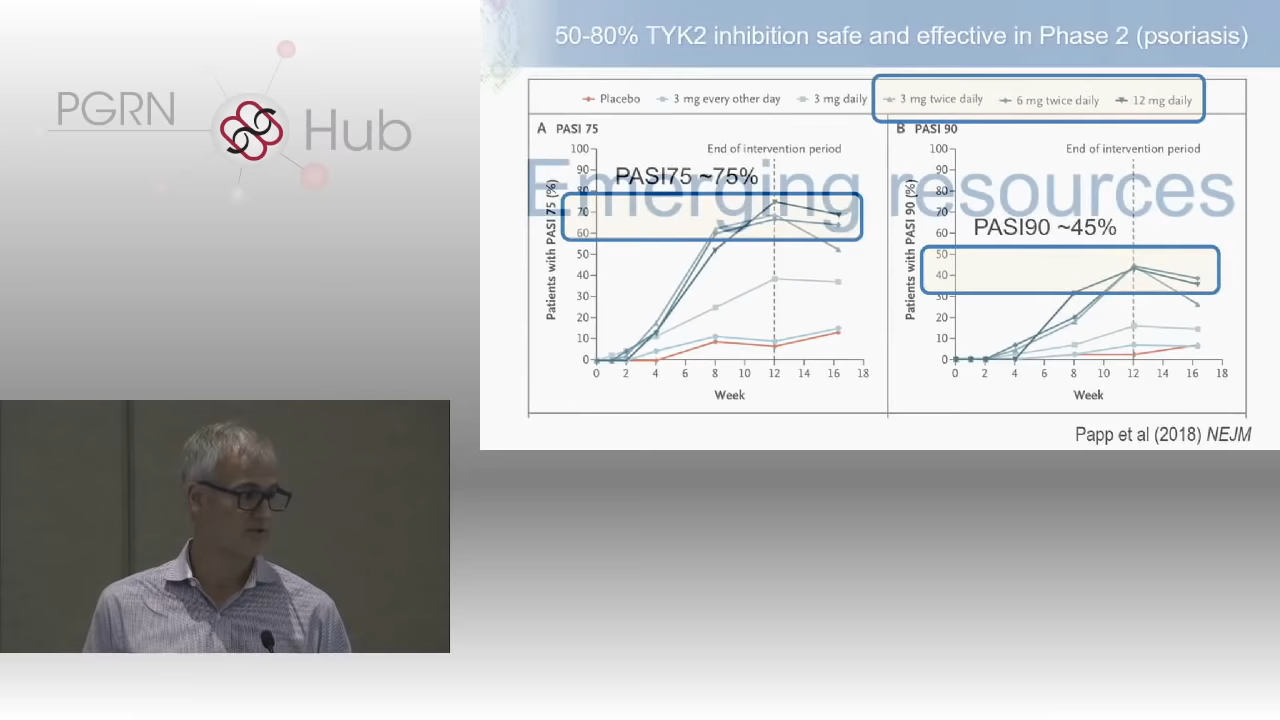 PGRN
Hub
50-80% TYK2 inhibition safe and effective in Phase 2 (psoriasis)
Placebo 3 mg every other day 3 mg daily 3 mg twice daily 6 mg twice daily 12 mg daily
A PASI 75
End of intervention period
Patients with PASI 75 (%)
100
90
80
70
60
50
40
30
20
10
0
0 2 4 6 8 10 12 14 16 18
Week
PASI75 ~75%
B PASI 90
End of intervention period
Patients with PASI 90 (%)
100
90
80
70
60
50
40
30
20
10
0
0 2 4 6 8 10 12 14 16 18
Week
PASI90 ~45%
Emerging resources
Papp et al (2018) NEJM